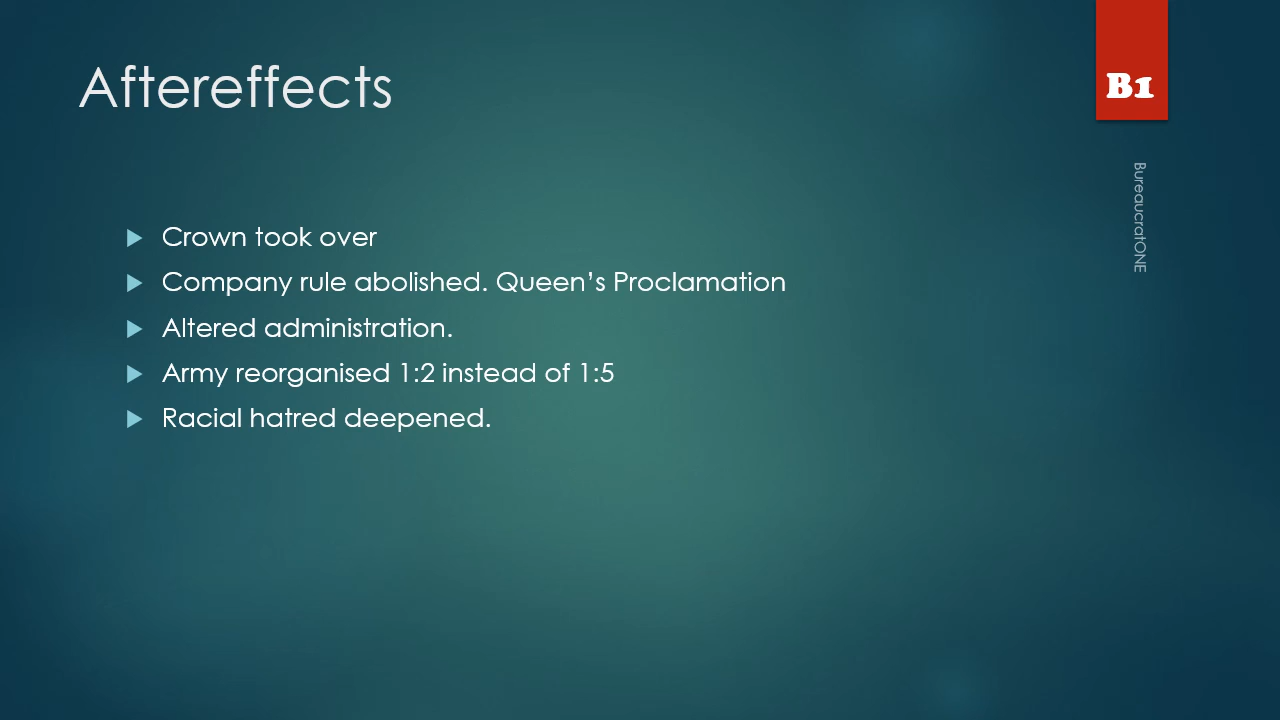 Aftereffects
B1
BureaucratONE
Crown took over
Company rule abolished. Queen’s Proclamation
Altered administration.
Army reorganised 1:2 instead of 1:5
Racial hatred deepened.